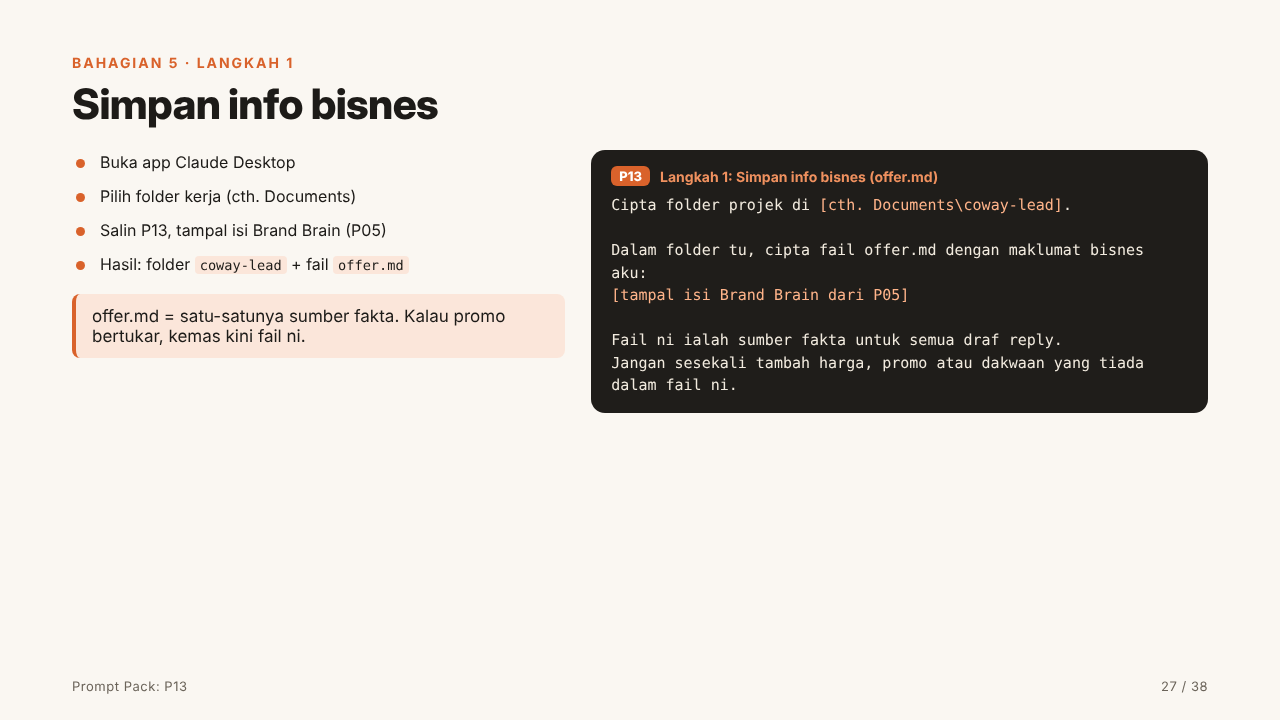 BAHAGIAN 5 · LANGKAH 1
Simpan info bisnes
Buka app Claude Desktop
Pilih folder kerja (cth. Documents)
Salin P13, tampal isi Brand Brain (P05)
Hasil: folder coway-lead + fail offer.md
offer.md = satu-satunya sumber fakta. Kalau promo
bertukar, kemas kini fail ni.
P13 Langkah 1: Simpan info bisnes (offer.md)
Cipta folder projek di [cth. Documents\coway-lead].
Dalam folder tu, cipta fail offer.md dengan maklumat bisnes
aku:
[tampal isi Brand Brain dari P05]
Fail ni ialah sumber fakta untuk semua draf reply.
Jangan sesekali tambah harga, promo atau dakwaan yang tiada
dalam fail ni.
Prompt Pack: P13
27 / 38